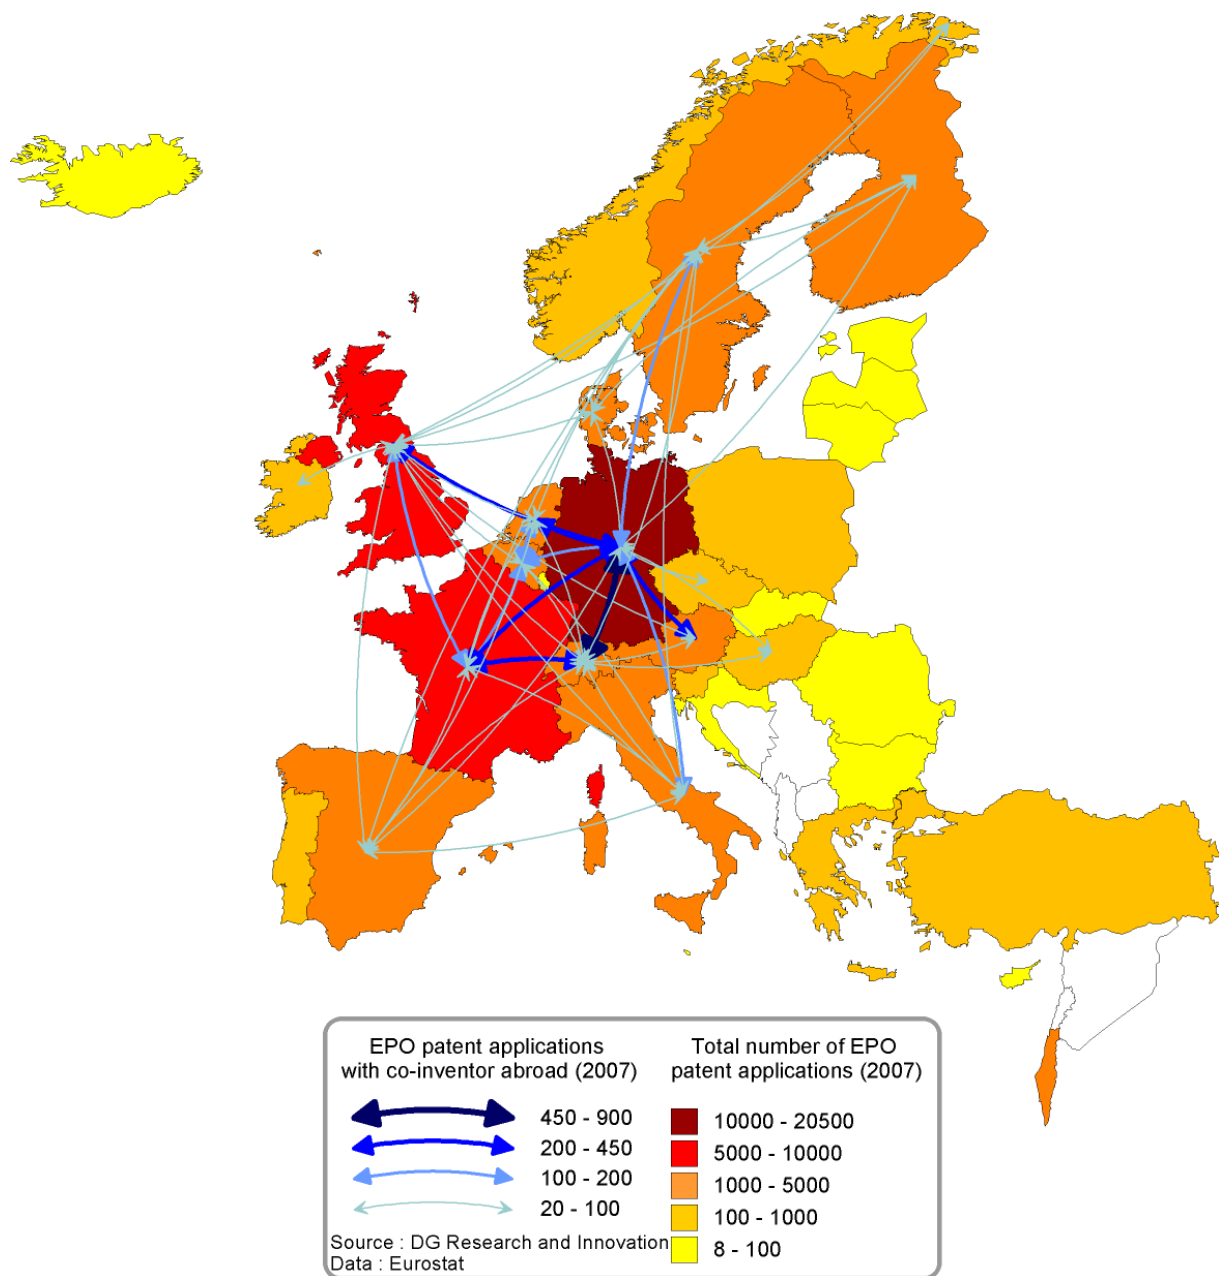 EPO patent applications
with co-inventor abroad (2007)
450 - 900
200 - 450
100 - 200
20 - 100
Source : DG Research and Innovation
Data : Eurostat
Total number of EPO
patent applications (2007)
10000 - 20500
5000 - 10000
1000 - 5000
100 - 1000
8 - 100